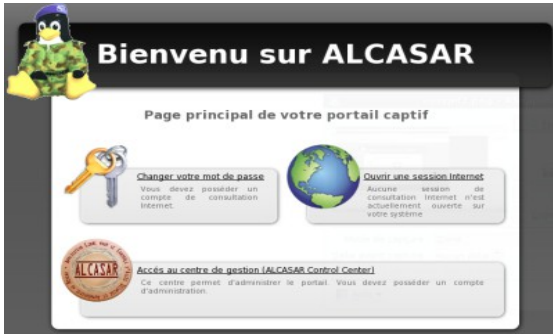 Bienvenu sur ALCASAR
Page principal de votre portail captif
Changer votre mot de passe
Vous devez posséder un
compte de consultation
Internet.
Ouvrir une session Internet
Aucune session de
consultation Internet n'est
actuellement ouverte sur
votre système
ALCASAR
Accès au centre de gestion (ALCASAR Control Center)
Ce centre permet d'administrer le portail. Vous devez posséder un compte
d'administration.